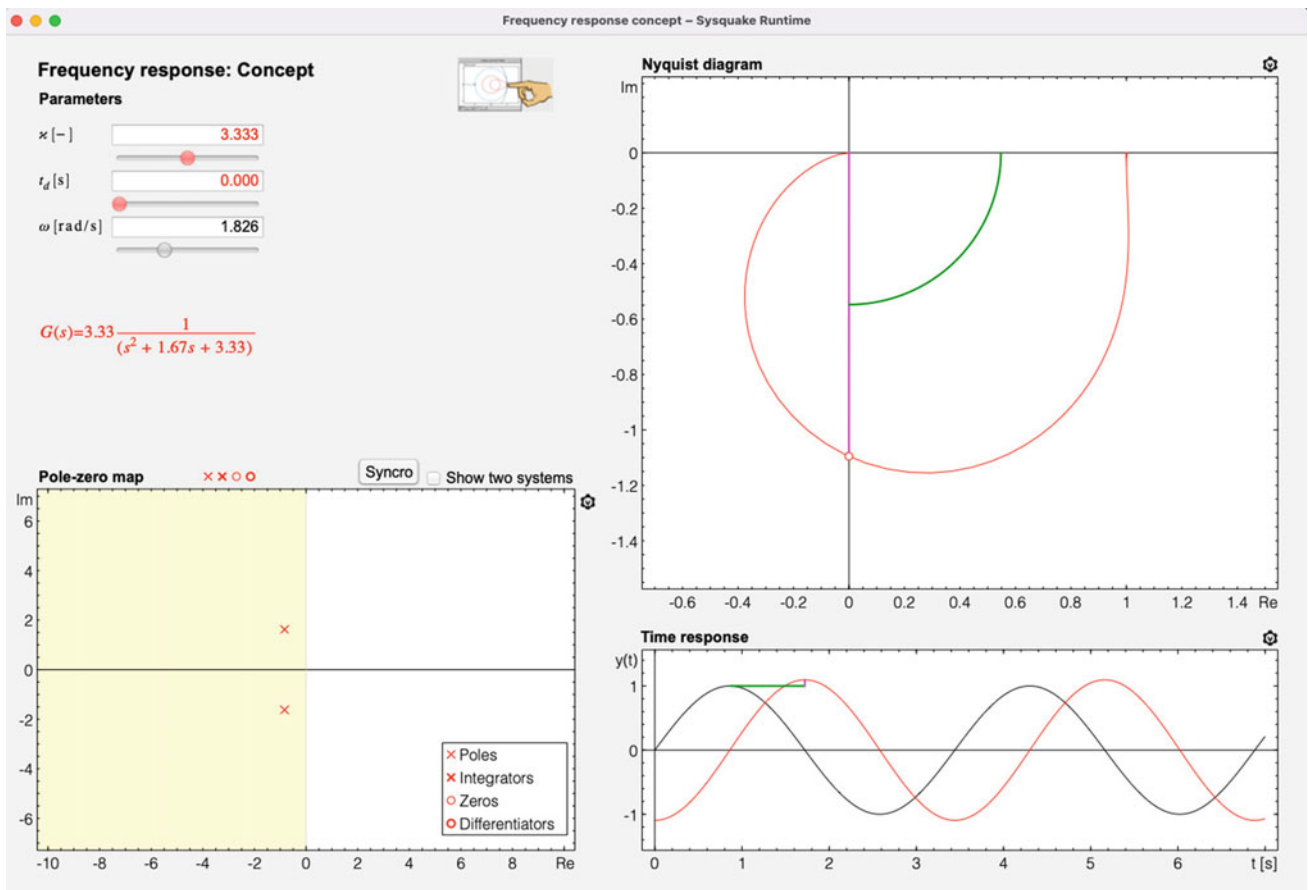 Frequency response concept – Sysquake Runtime
Frequency response: Concept
Parameters
ϰ [−] 3.333
t_d [s] 0.000
ω [rad/s] 1.826
G(s)=3.33 1/(s² + 1.67s + 3.33)
Pole-zero map
Syncro
Show two systems
Im
6
4
2
0
-2
-4
-6
-10 -8 -6 -4 -2 0 2 4 6 8 Re
× Poles
× Integrators
○ Zeros
○ Differentiators
Nyquist diagram
Im
0
-0.2
-0.4
-0.6
-0.8
-1
-1.2
-1.4
-0.6 -0.4 -0.2 0 0.2 0.4 0.6 0.8 1 1.2 1.4 Re
Time response
y(t)
1
0
-1
0 1 2 3 4 5 6 t [s]